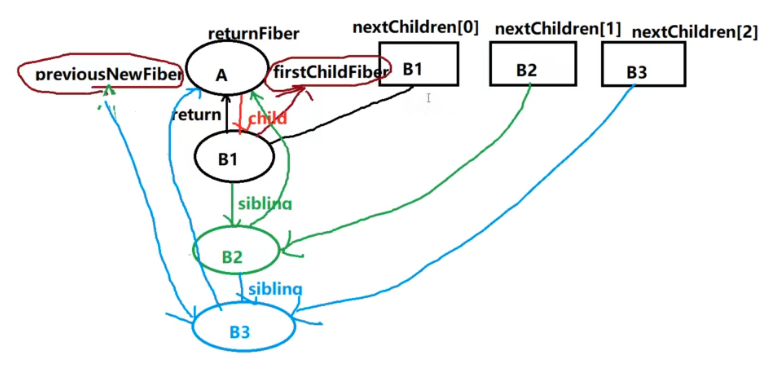 returnFiber
nextChildren[0]
nextChildren[1]
nextChildren[2]
previousNewFiber
A
firstChildFiber
B1
B2
B3
return
child
B1
sibling
B2
sibling
B3